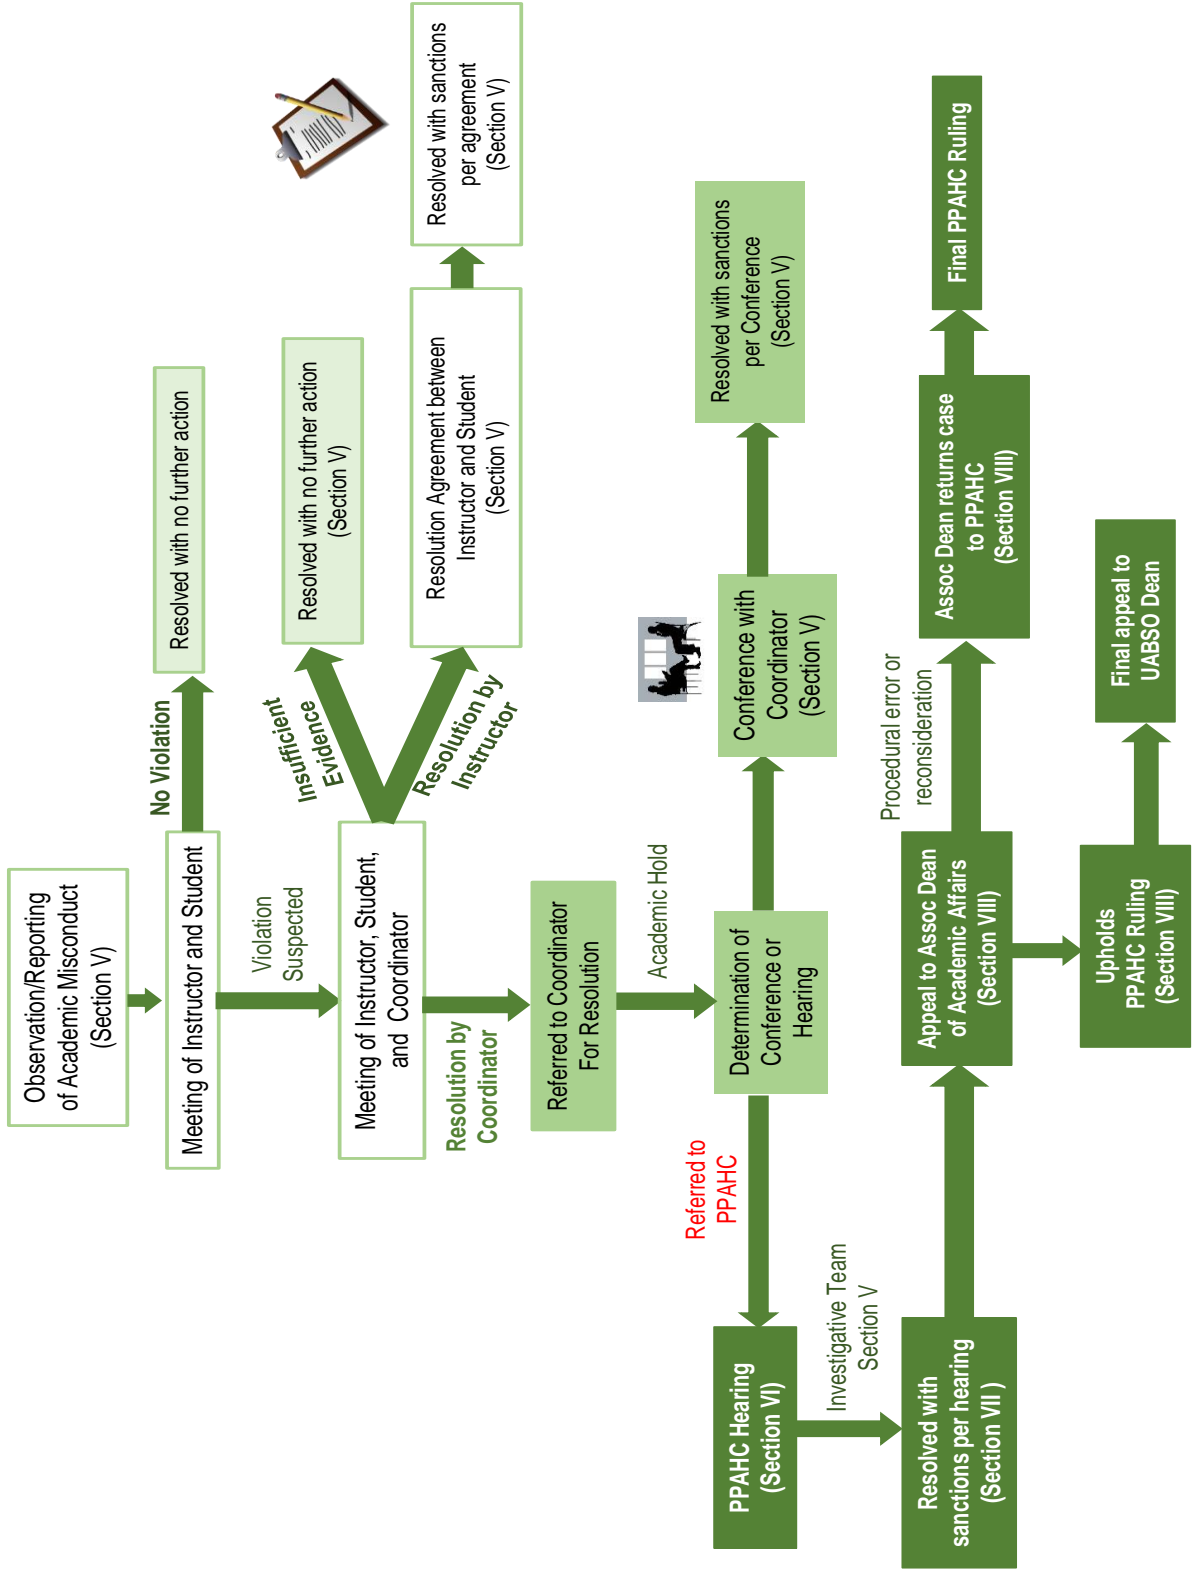 Observation/Reporting
of Academic Misconduct
(Section V)
Meeting of Instructor and Student
No Violation
Resolved with no further action
Violation
Suspected
Meeting of Instructor, Student,
and Coordinator
Insufficient
Evidence
Resolved with no further action
(Section V)
Resolution by
Instructor
Resolution Agreement between
Instructor and Student
(Section V)
Resolved with sanctions
per agreement
(Section V)
Resolution by
Coordinator
Referred to Coordinator
For Resolution
Academic Hold
Determination of
Conference or
Hearing
Conference with
Coordinator
(Section V)
Resolved with sanctions
per Conference
(Section V)
Referred to
PPAHC
PPAHC Hearing
(Section VI)
Investigative Team
Section V
Resolved with
sanctions per hearing
(Section VII )
Appeal to Assoc Dean
of Academic Affairs
(Section VIII)
Procedural error or
reconsideration
Assoc Dean returns case
to PPAHC
(Section VIII)
Final PPAHC Ruling
Upholds
PPAHC Ruling
(Section VIII)
Final appeal to
UABSO Dean